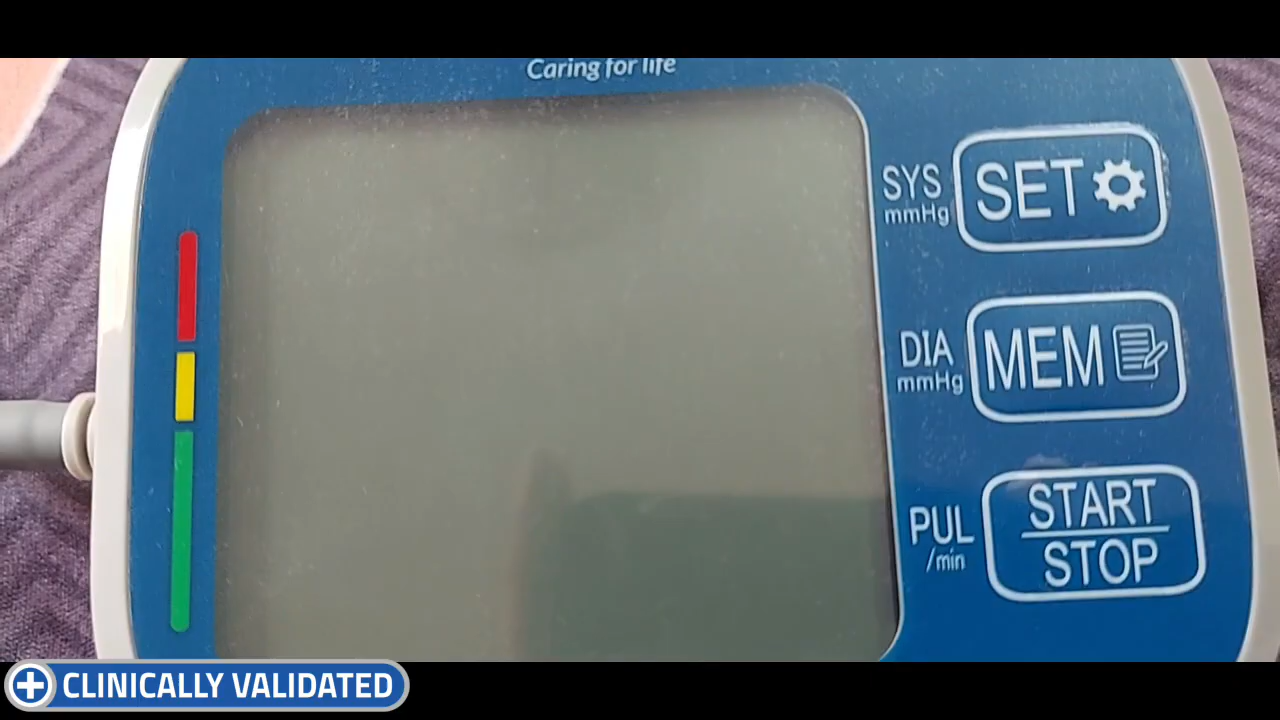 Caring for life
SYS
mmHg
SET
DIA
mmHg
MEM
PUL
/min
START
STOP
CLINICALLY VALIDATED